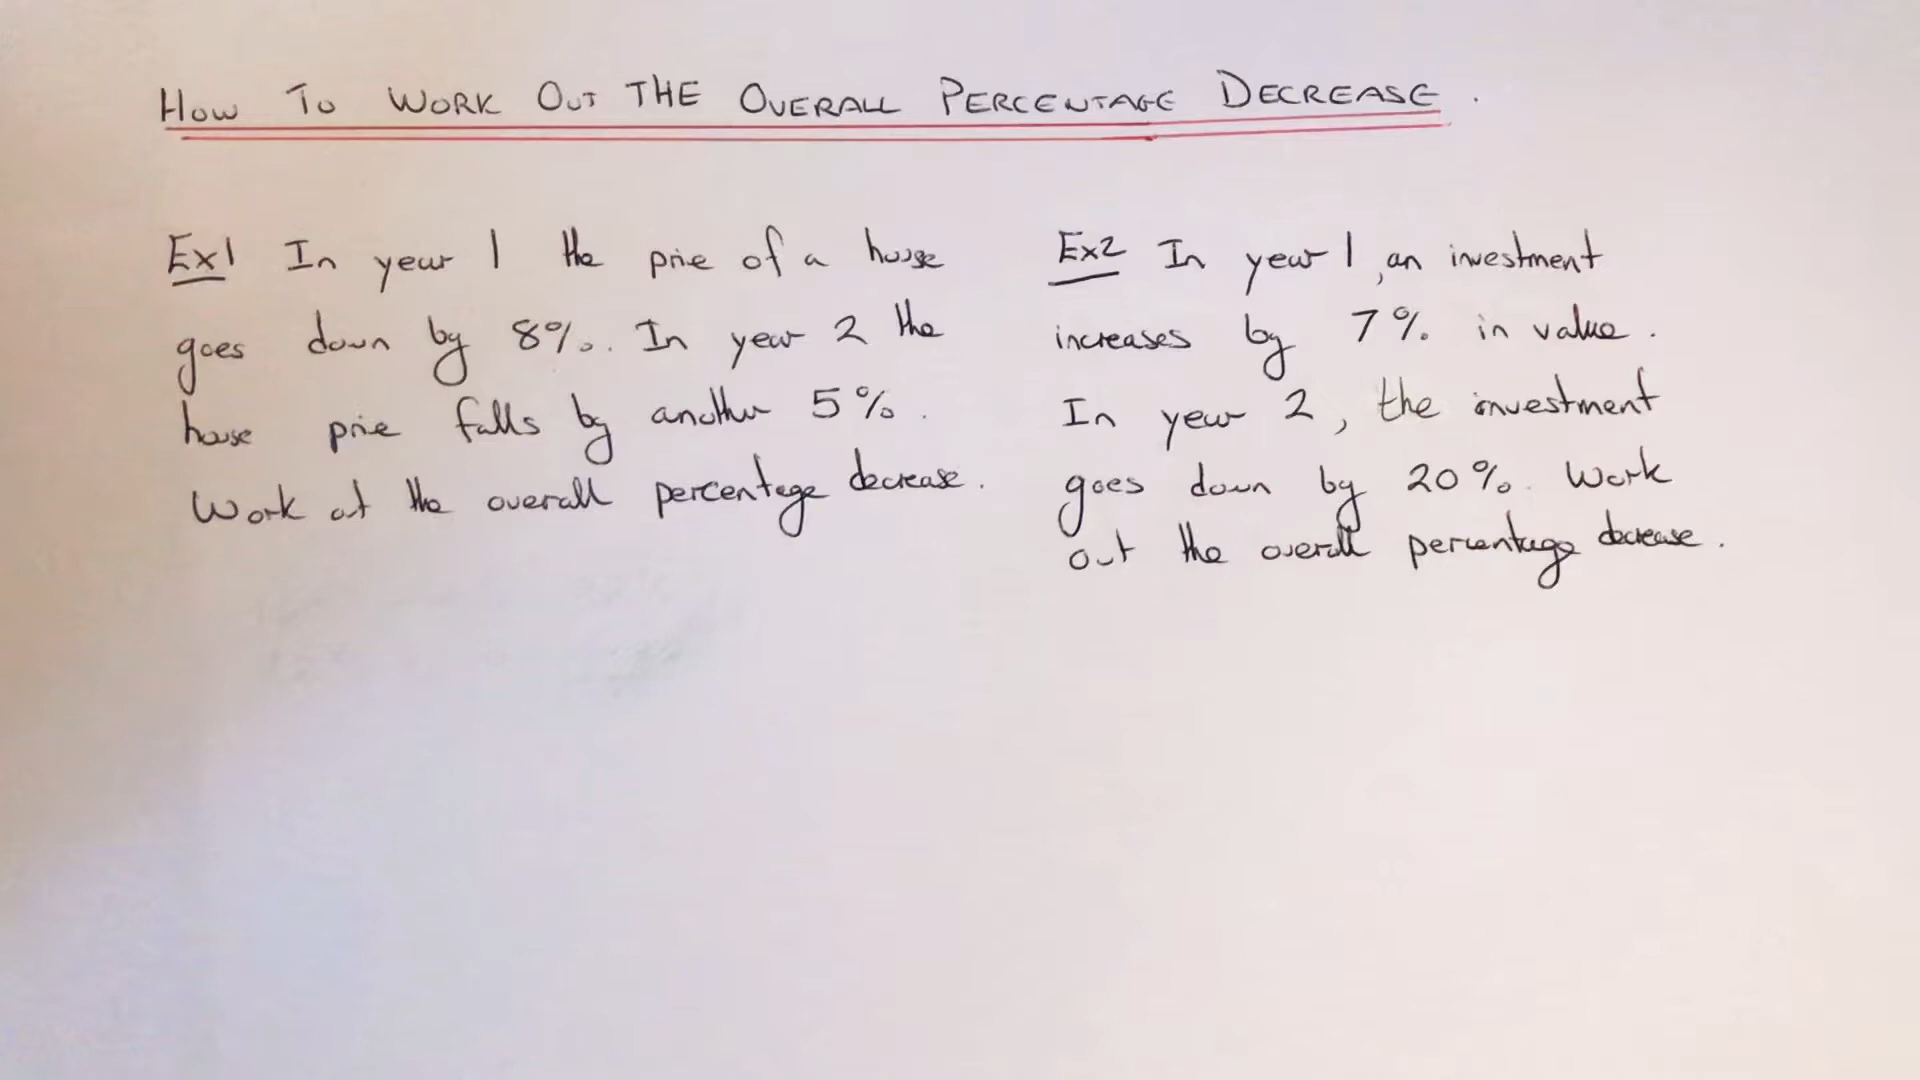 HOW TO WORK OUT THE OVERALL PERCENTAGE DECREASE.
Ex1 In year 1 the price of a house
goes down by 8%. In year 2 the
house price falls by another 5%.
Work out the overall percentage decrease.
Ex2 In year 1, an investment
increases by 7% in value.
In year 2, the investment
goes down by 20%. Work
out the overall percentage decrease.